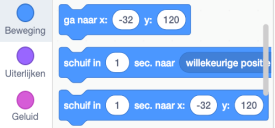 Beweging
Uiterlijken
Geluid
ga naar x: -32 y: 120
schuif in 1 sec. naar willekeurige
schuif in 1 sec. naar x: -32 y: 120